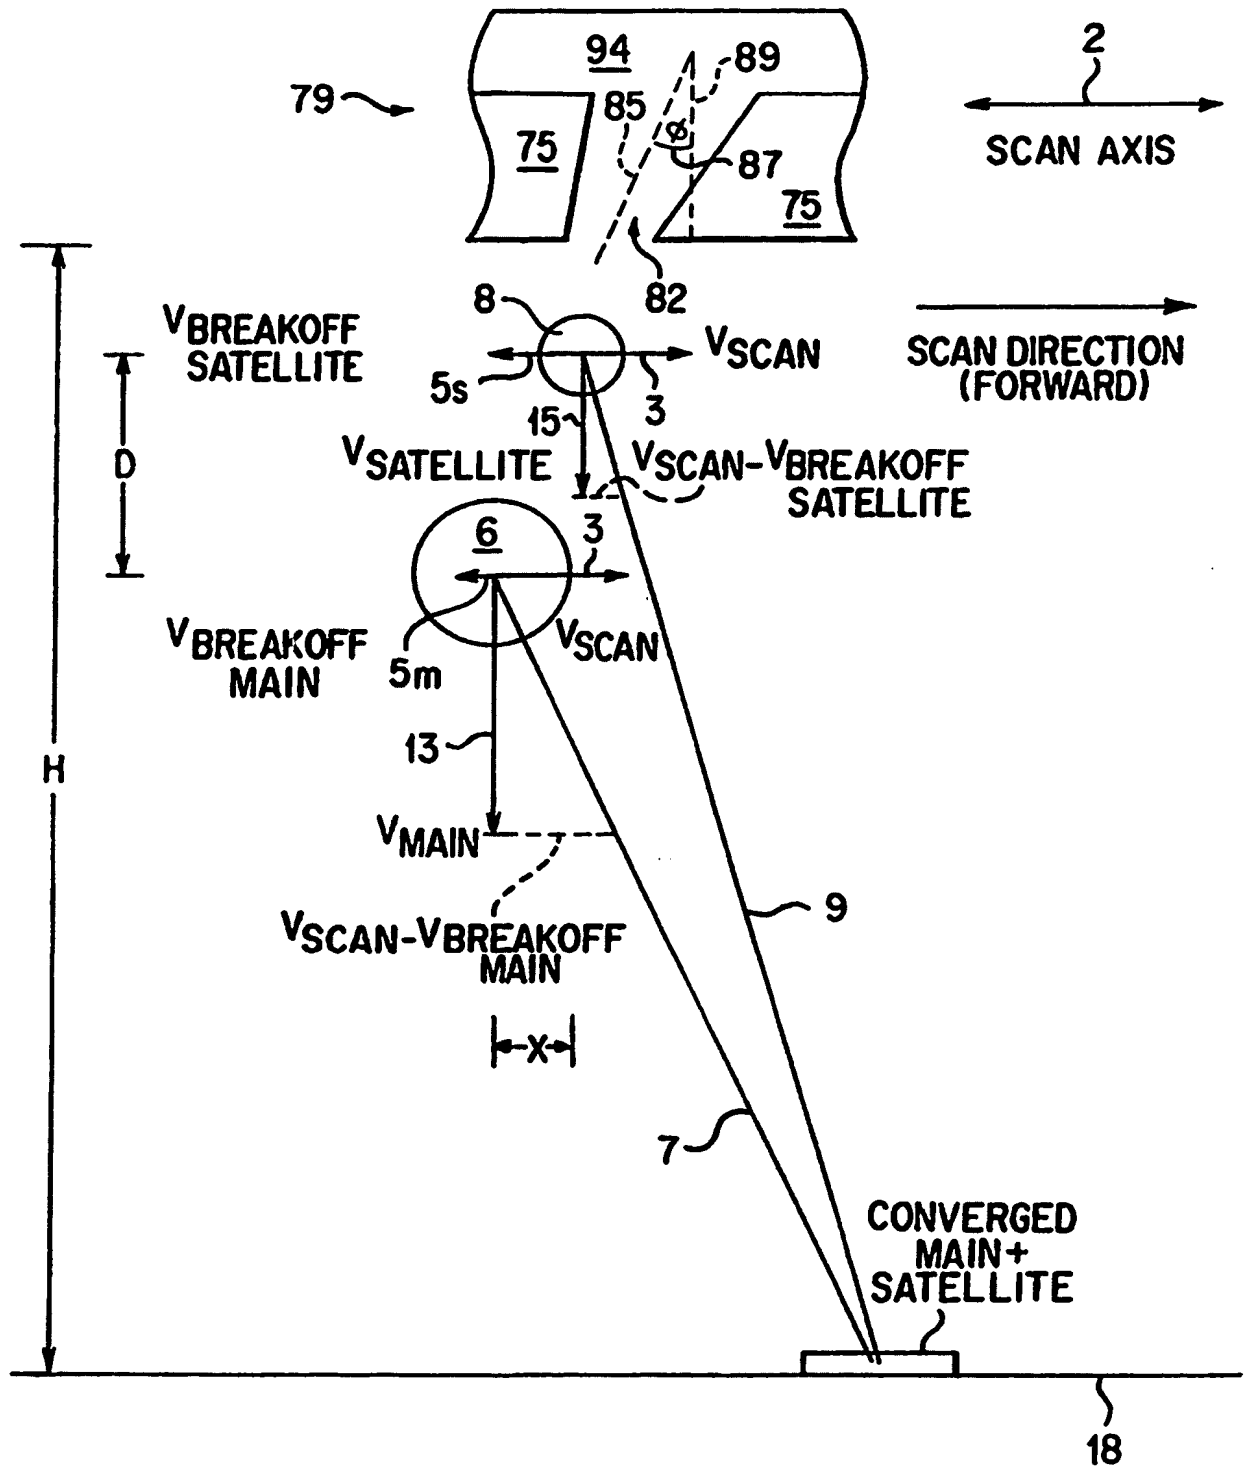 94
89
2
79
85
75
φ
87
SCAN AXIS
75
82
8
VBREAKOFF
SATELLITE
VSCAN
SCAN DIRECTION
(FORWARD)
5s
3
15
D
VSATELLITE
VSCAN-VBREAKOFF
SATELLITE
6
3
VBREAKOFF
MAIN
5m
VSCAN
13
H
VMAIN
9
VSCAN-VBREAKOFF
MAIN
X
7
CONVERGED
MAIN+
SATELLITE
18